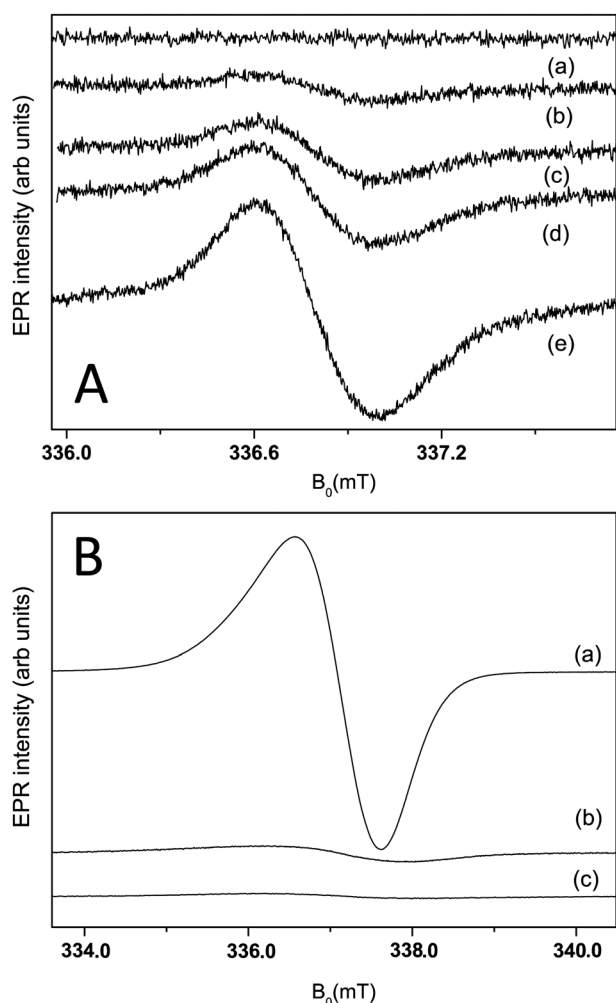 (a)
(b)
(c)
(d)
(e)
A
EPR intensity (arb units)
336.0 336.6 337.2
B0(mT)
B
(a)
(b)
(c)
EPR intensity (arb units)
334.0 336.0 338.0 340.0
B0(mT)